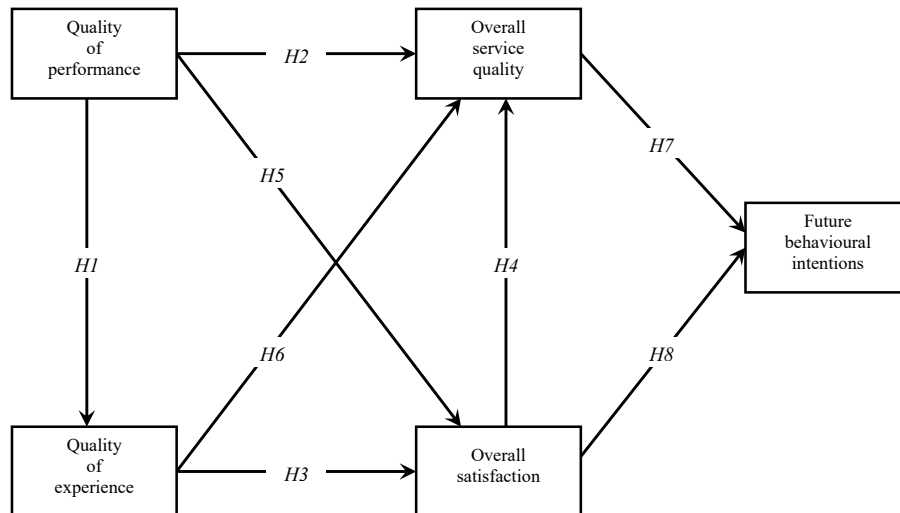 Quality
of
performance
H2
Overall
service
quality
H5
H7
H1
H4
Future
behavioural
intentions
H6
H8
Quality
of
experience
H3
Overall
satisfaction